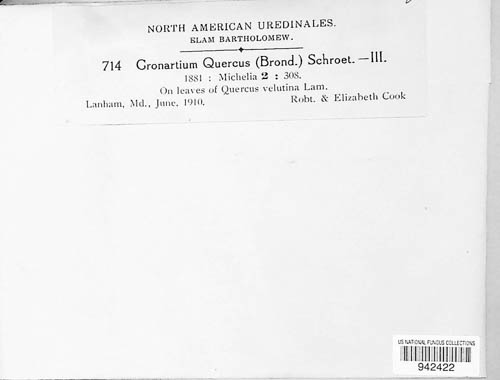 NORTH AMERICAN UREDINALES.
ELAM BARTHOLOMEW.
714 Cronartium Quercus (Brond.) Schroet. —III.
1881 : Michelia 2 : 308.
On leaves of Quercus velutina Lam.
Lanham, Md., June, 1910. Robt. & Elizabeth Cook
US NATIONAL FUNGUS COLLECTIONS
942422